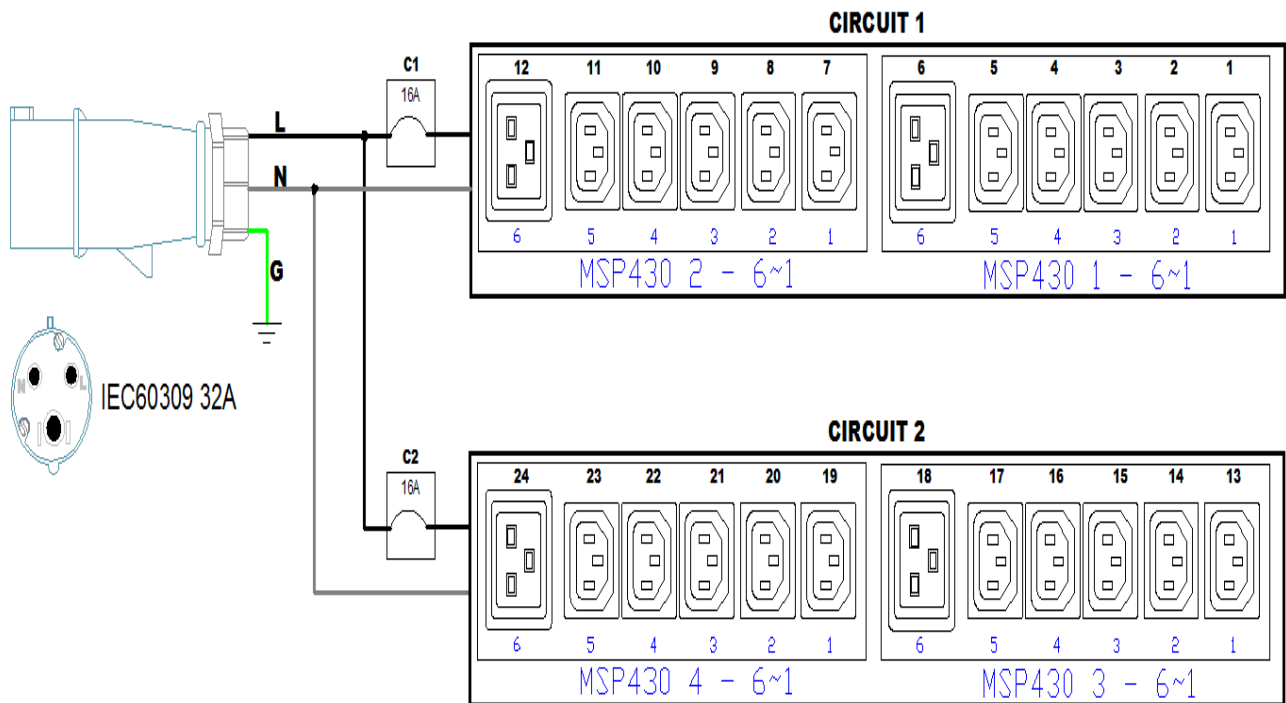 CIRCUIT 1
C1
16A
12 11 10 9 8 7 6 5 4 3 2 1
L
N
G
6 5 4 3 2 1 6 5 4 3 2 1
MSP430 2 - 6~1 MSP430 1 - 6~1
N L
IEC60309 32A
CIRCUIT 2
C2
16A
24 23 22 21 20 19 18 17 16 15 14 13
6 5 4 3 2 1 6 5 4 3 2 1
MSP430 4 - 6~1 MSP430 3 - 6~1